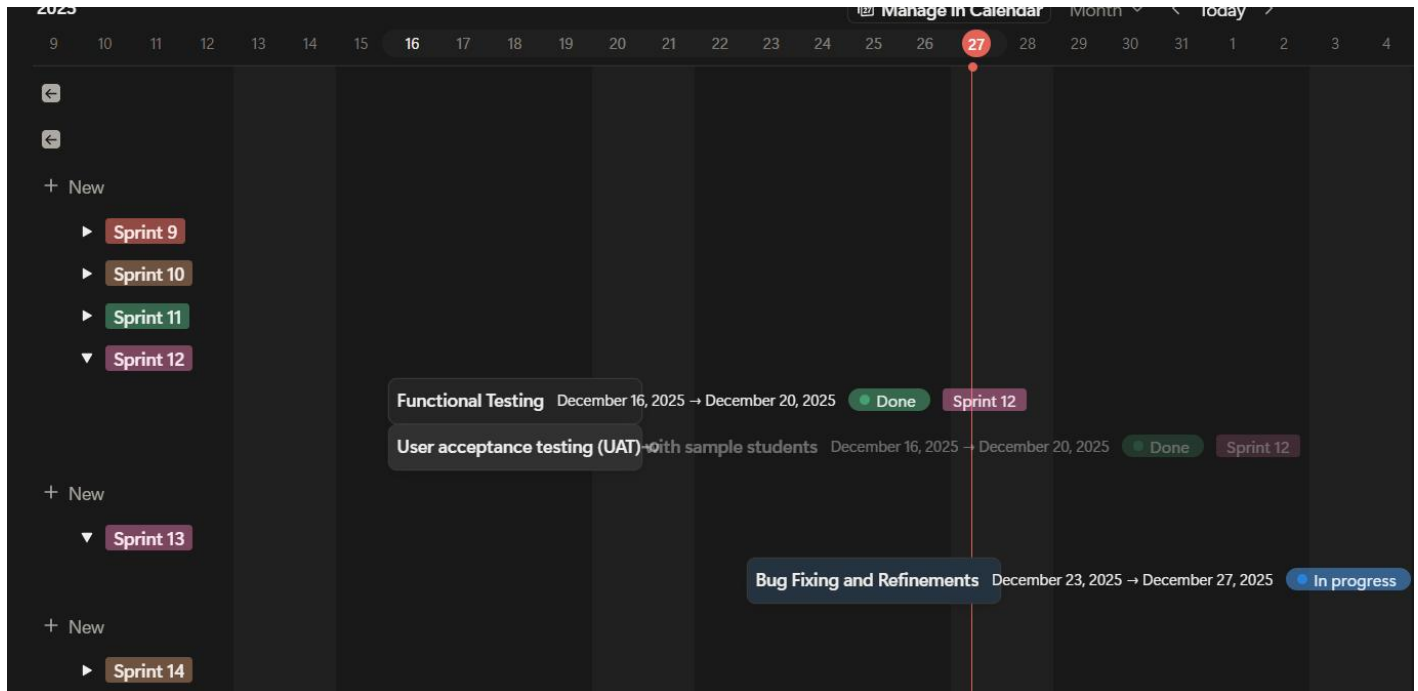 2025 Manage in Calendar Month Today
9 10 11 12 13 14 15 16 17 18 19 20 21 22 23 24 25 26 27 28 29 30 31 1 2 3 4
+ New
Sprint 9
Sprint 10
Sprint 11
Sprint 12
Functional Testing December 16, 2025 → December 20, 2025 Done Sprint 12
User acceptance testing (UAT) with sample students December 16, 2025 → December 20, 2025 Done Sprint 12
+ New
Sprint 13
Bug Fixing and Refinements December 23, 2025 → December 27, 2025 In progress
+ New
Sprint 14